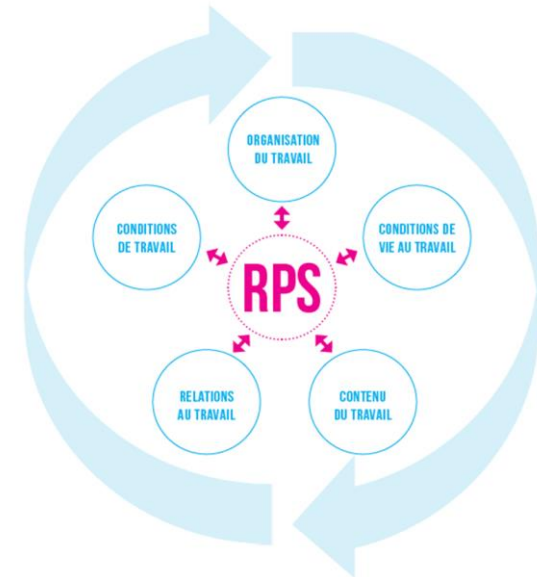 ORGANISATION
DU TRAVAIL
CONDITIONS
DE TRAVAIL
CONDITIONS DE
VIE AU TRAVAIL
RPS
RELATIONS
AU TRAVAIL
CONTENU
DU TRAVAIL